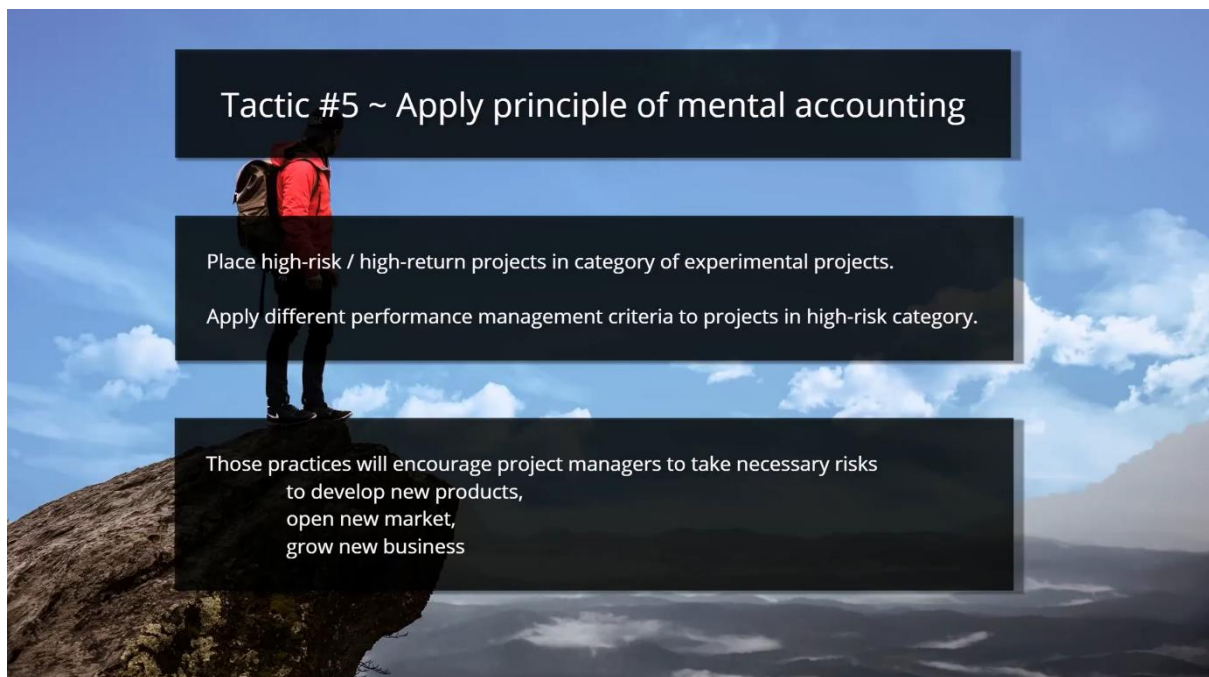 Tactic #5 ~ Apply principle of mental accounting
Place high-risk / high-return projects in category of experimental projects.
Apply different performance management criteria to projects in high-risk category.
Those practices will encourage project managers to take necessary risks
to develop new products,
open new market,
grow new business